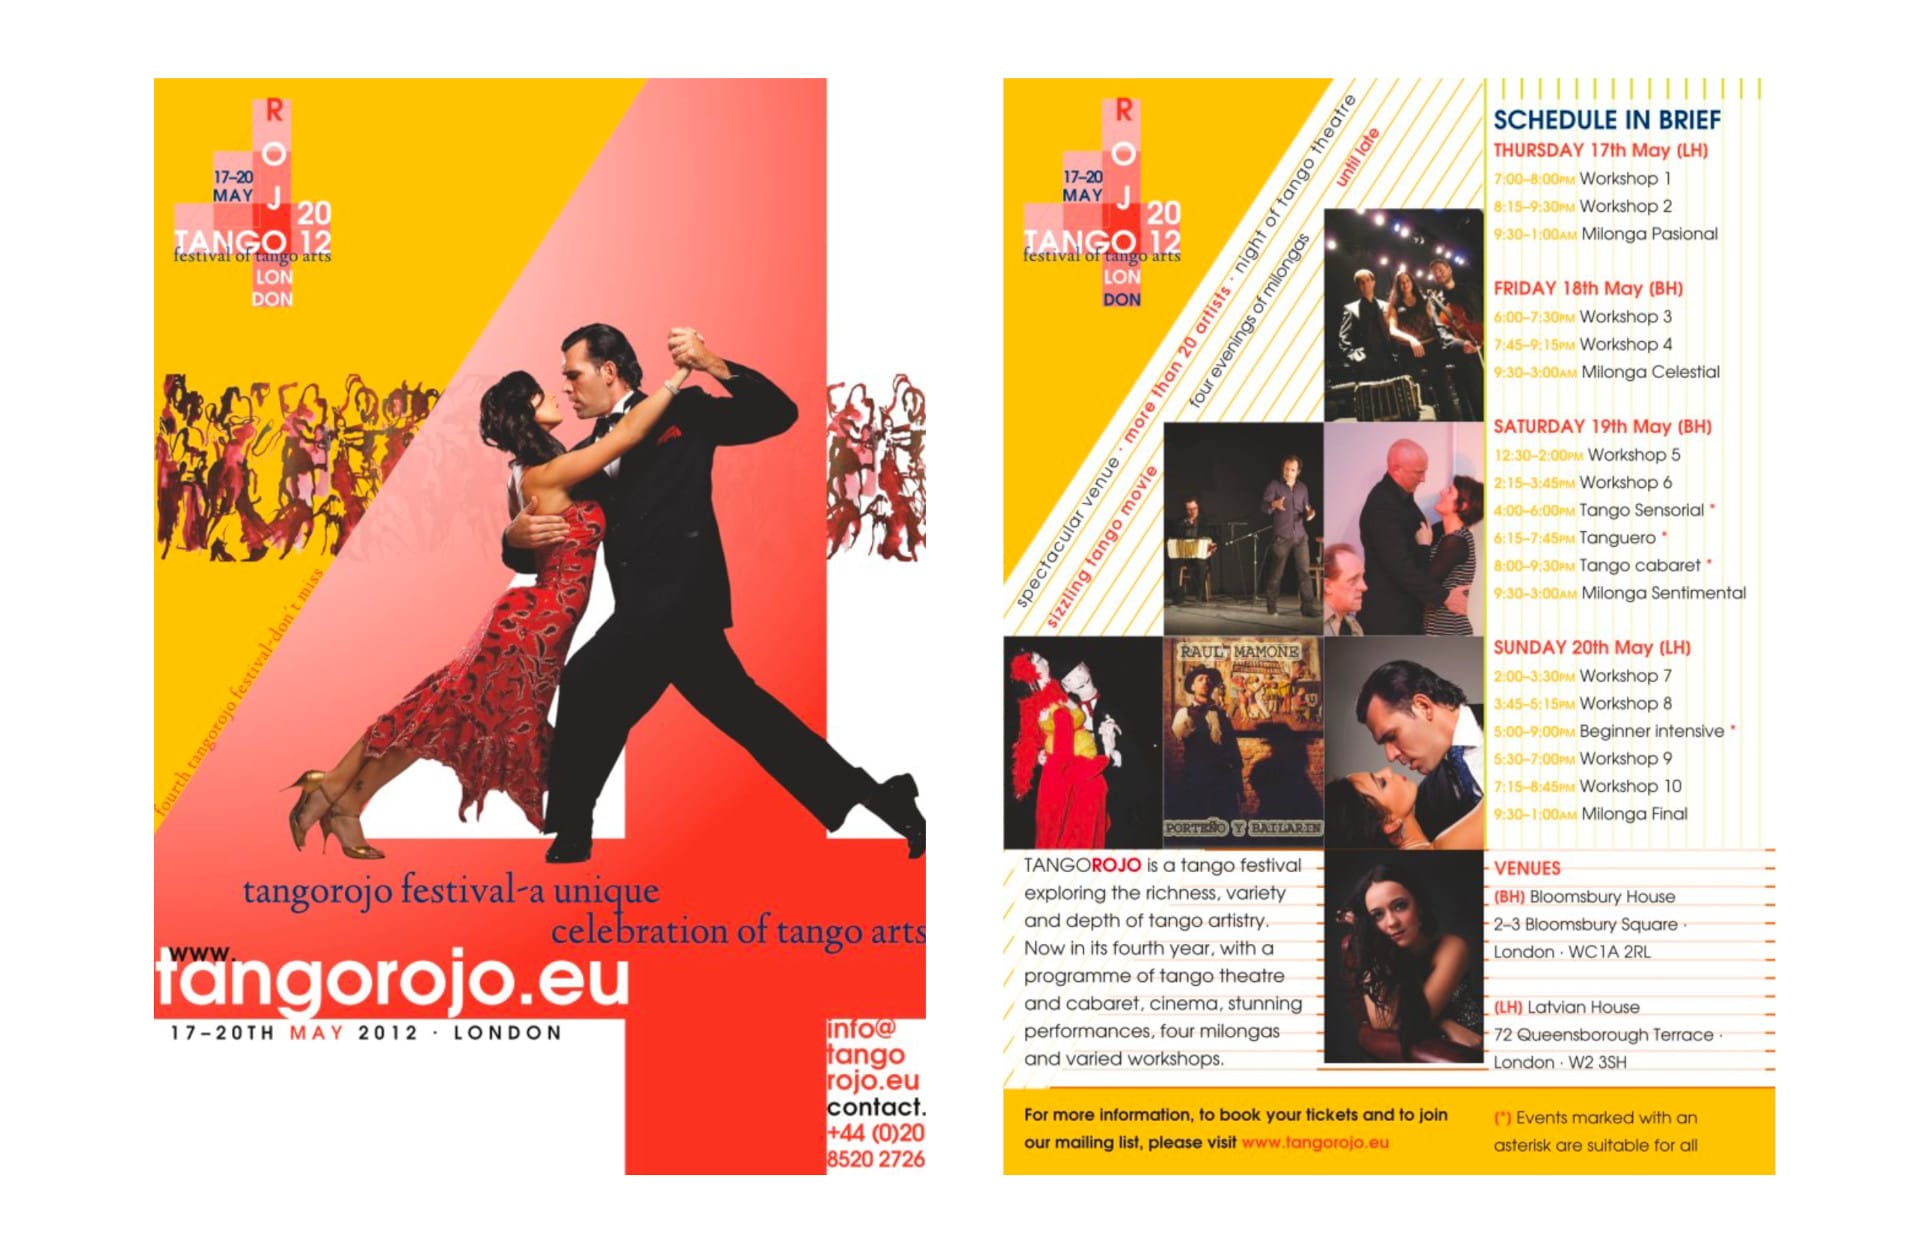 R
O
J
17–20
MAY
20
TANGO 12
festival of tango arts
LON
DON
fourth tangorojo festival-don´t miss
tangorojo festival-a unique
celebration of tango arts
www.
tangorojo.eu
17–20TH MAY 2012 · LONDON
info@
tango
rojo.eu
contact.
+44 (0)20
8520 2726
R
O
J
17–20
MAY
20
TANGO 12
festival of tango arts
LON
DON
spectacular venue · more than 20 artists · night of tango theatre
sizzling tango movie
four evenings of milongas
until late
RAUL MAMONE
PORTEÑO Y BAILARIN
SCHEDULE IN BRIEF
THURSDAY 17th May (LH)
7:00–8:00PM Workshop 1
8:15–9:30PM Workshop 2
9:30–1:00AM Milonga Pasional
FRIDAY 18th May (BH)
6:00–7:30PM Workshop 3
7:45–9:15PM Workshop 4
9:30–3:00AM Milonga Celestial
SATURDAY 19th May (BH)
12:30–2:00PM Workshop 5
2:15–3:45PM Workshop 6
4:00–6:00PM Tango Sensorial *
6:15–7:45PM Tanguero *
8:00–9:30PM Tango cabaret *
9:30–3:00AM Milonga Sentimental
SUNDAY 20th May (LH)
2:00–3:30PM Workshop 7
3:45–5:15PM Workshop 8
5:00–9:00PM Beginner intensive *
5:30–7:00PM Workshop 9
7:15–8:45PM Workshop 10
9:30–1:00AM Milonga Final
TANGOROJO is a tango festival
exploring the richness, variety
and depth of tango artistry.
Now in its fourth year, with a
programme of tango theatre
and cabaret, cinema, stunning
performances, four milongas
and varied workshops.
VENUES
(BH) Bloomsbury House
2–3 Bloomsbury Square ·
London · WC1A 2RL
(LH) Latvian House
72 Queensborough Terrace ·
London · W2 3SH
For more information, to book your tickets and to join
our mailing list, please visit www.tangorojo.eu
(*) Events marked with an
asterisk are suitable for all